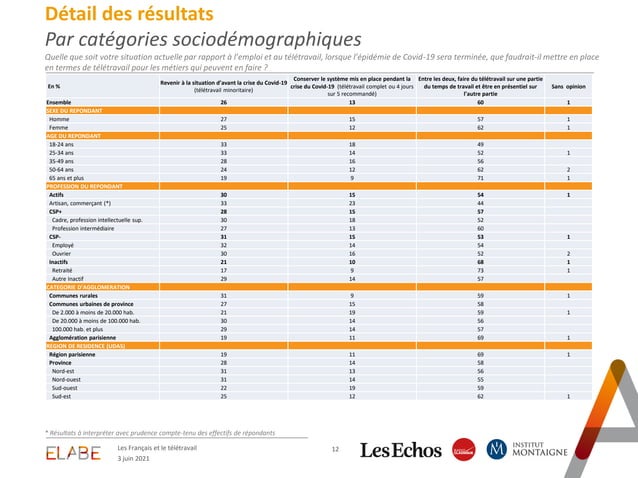 Détail des résultats
Par catégories sociodémographiques
Quelle que soit votre situation actuelle par rapport à l'emploi et au télétravail, lorsque l'épidémie de Covid-19 sera terminée, que faudrait-il mettre en place
en termes de télétravail pour les métiers qui peuvent en faire ?
En % Revenir à la situation d'avant la crise du Covid-19 (télétravail minoritaire) Conserver le système mis en place pendant la crise du Covid-19 (télétravail complet ou 4 jours sur 5 recommandé) Entre les deux, faire du télétravail sur une partie du temps de travail et être en présentiel sur l'autre partie Sans opinion
Ensemble 26 13 60 1
SEXE DU REPONDANT
Homme 27 15 57 1
Femme 25 12 62 1
AGE DU REPONDANT
18-24 ans 33 18 49
25-34 ans 33 14 52 1
35-49 ans 28 16 56
50-64 ans 24 12 62 2
65 ans et plus 19 9 71 1
PROFESSION DU REPONDANT
Actifs 30 15 54 1
Artisan, commerçant (*) 33 23 44
CSP+ 28 15 57
Cadre, profession intellectuelle sup. 30 18 52
Profession intermédiaire 27 13 60
CSP- 31 15 53 1
Employé 32 14 54
Ouvrier 30 16 52 2
Inactifs 21 10 68 1
Retraité 17 9 73 1
Autre inactif 29 14 57
CATEGORIE D'AGGLOMERATION
Communes rurales 31 9 59 1
Communes urbaines de province 27 15 58
De 2.000 à moins de 20.000 hab. 21 19 59 1
De 20.000 à moins de 100.000 hab. 30 14 56
100.000 hab. et plus 29 14 57
Agglomération parisienne 19 11 69 1
REGION DE RESIDENCE (UDA5)
Région parisienne 19 11 69 1
Province 28 14 58
Nord-est 31 13 56
Nord-ouest 31 14 55
Sud-ouest 22 19 59
Sud-est 25 12 62 1
* Résultats à interpréter avec prudence compte-tenu des effectifs de répondants
ELABE
Les Français et le télétravail
3 juin 2021
12
LesEchos
RADIO CLASSIQUE
M
INSTITUT
MONTAIGNE